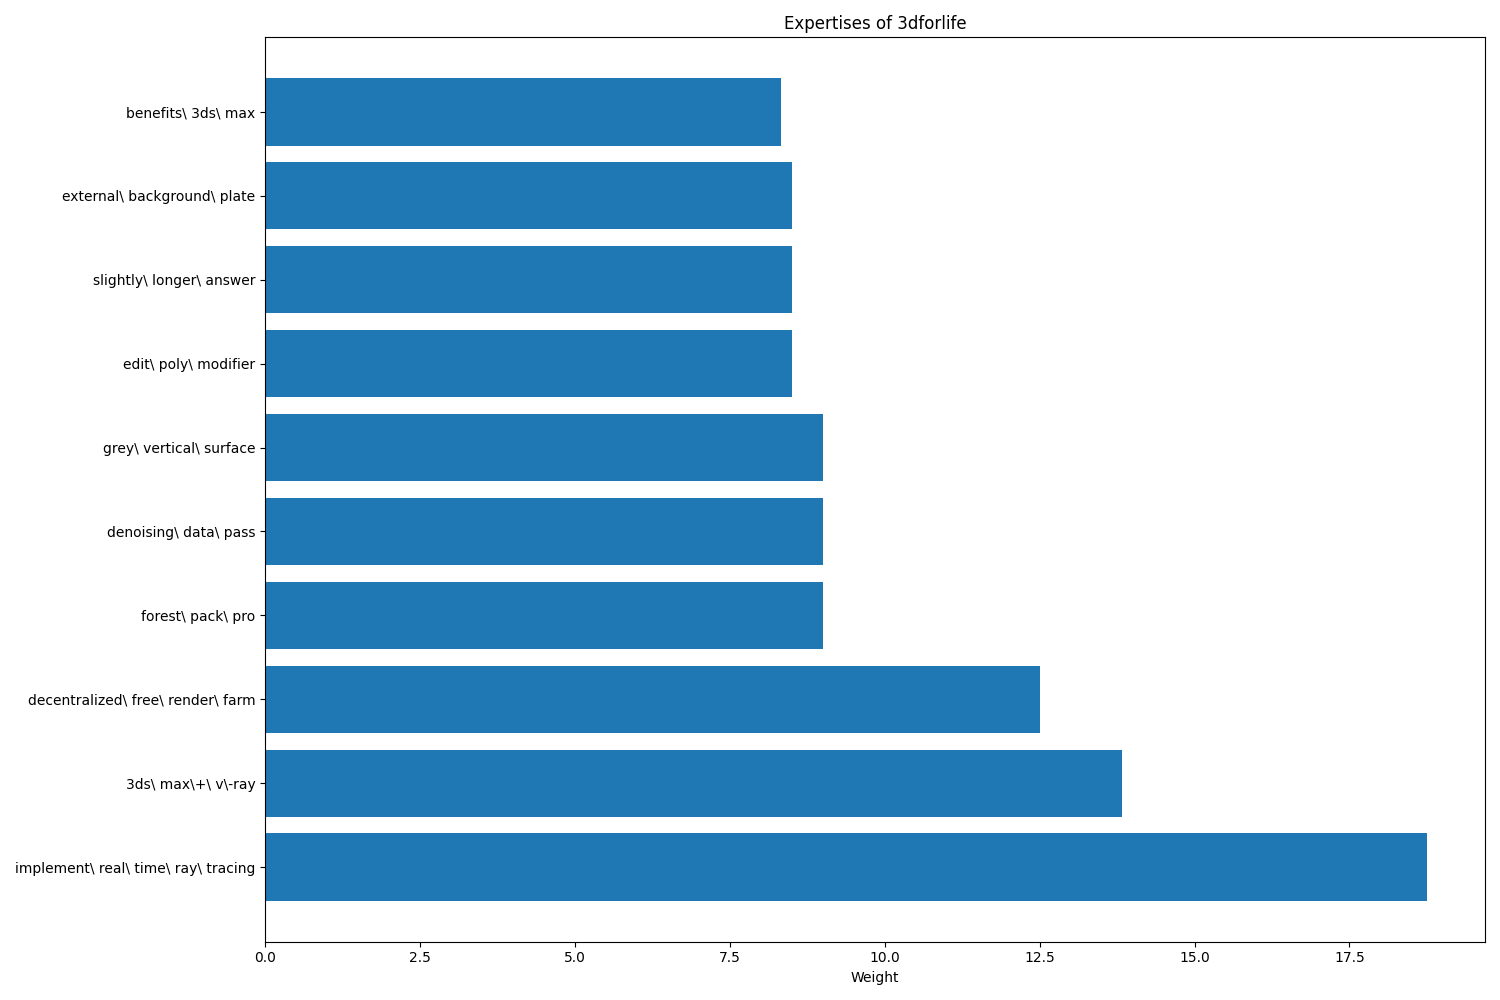 Expertises of 3dforlife
benefits\ 3ds\ max
external\ background\ plate
slightly\ longer\ answer
edit\ poly\ modifier
grey\ vertical\ surface
denoising\ data\ pass
forest\ pack\ pro
decentralized\ free\ render\ farm
3ds\ max\+\ v\-ray
implement\ real\ time\ ray\ tracing
0.0 2.5 5.0 7.5 10.0 12.5 15.0 17.5
Weight